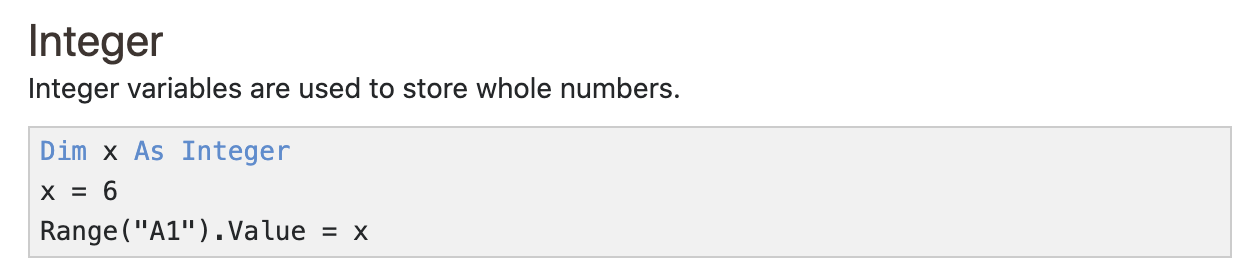 Integer
Integer variables are used to store whole numbers.
Dim x As Integer
x = 6
Range("A1").Value = x